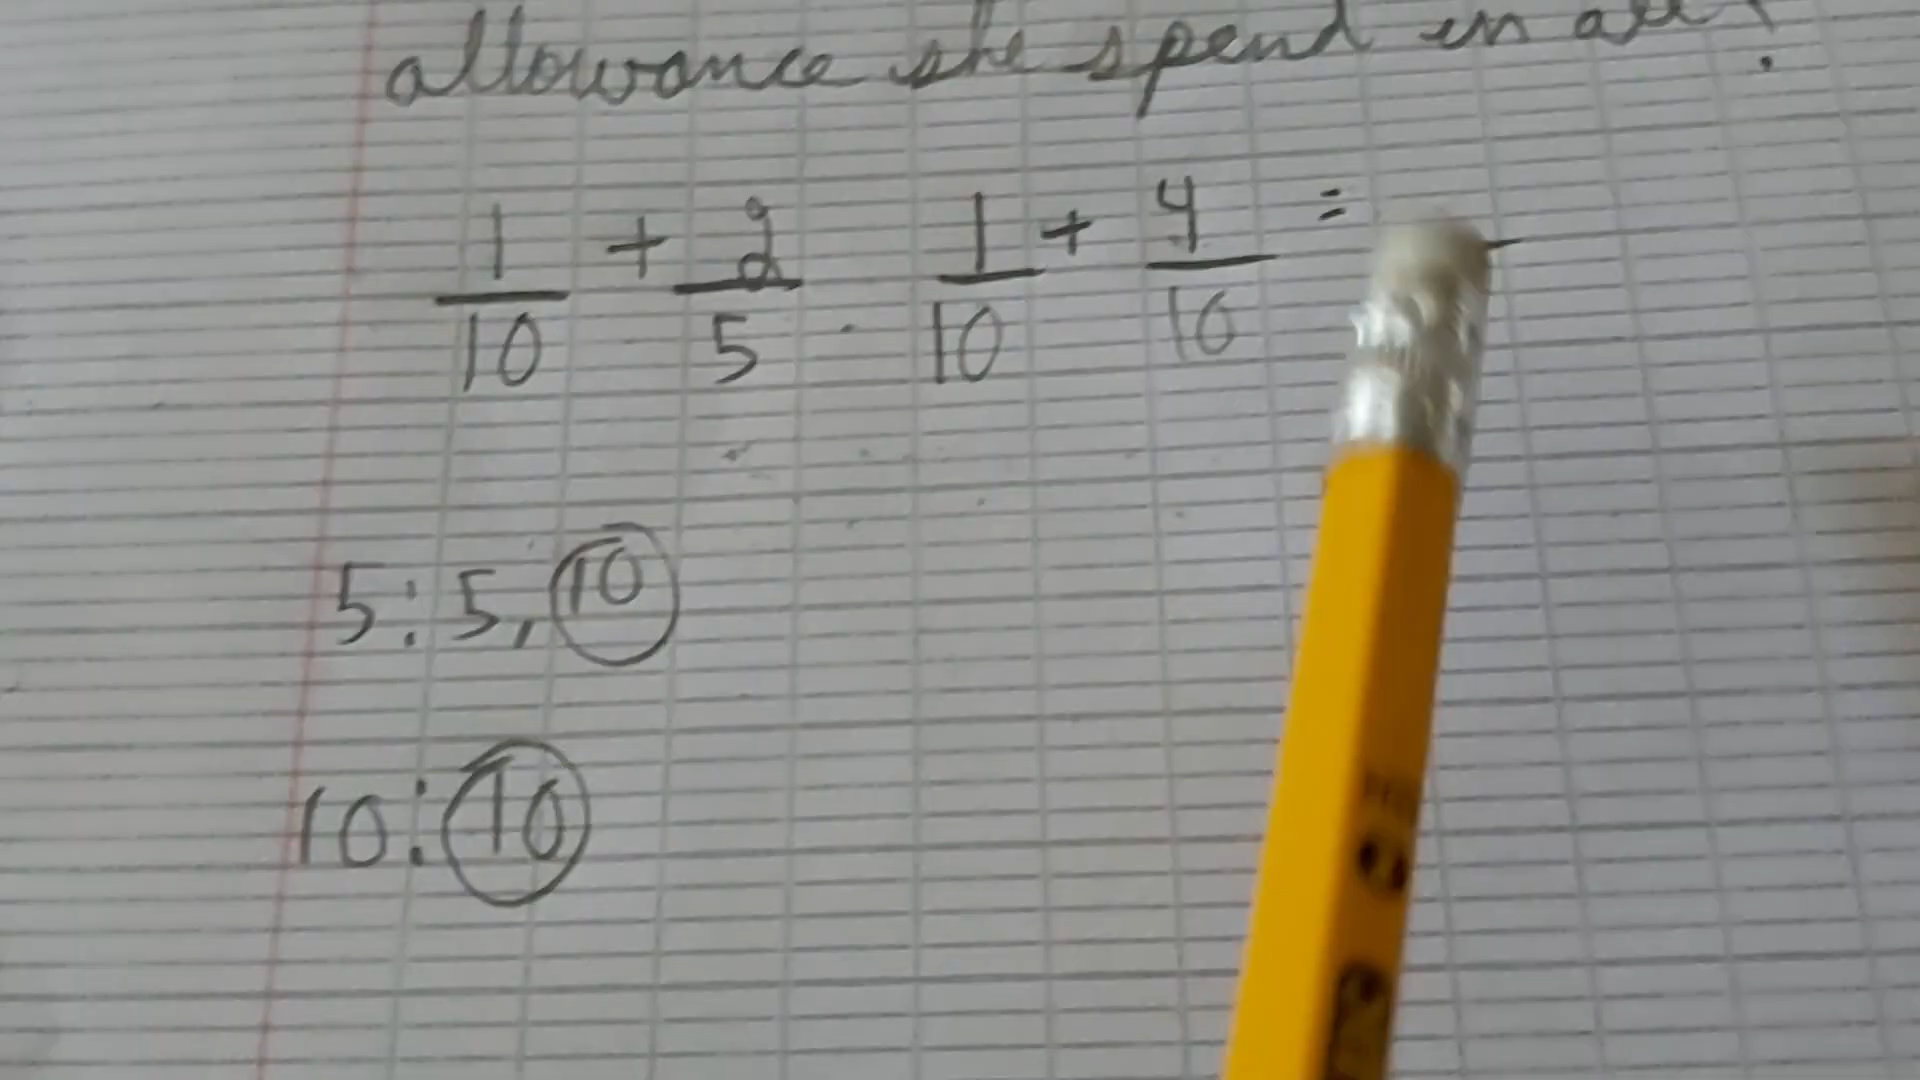 allowance she spend in all?
1/10 + 2/5 · 1/10 + 4/10 =
5: 5, 10
10: 10